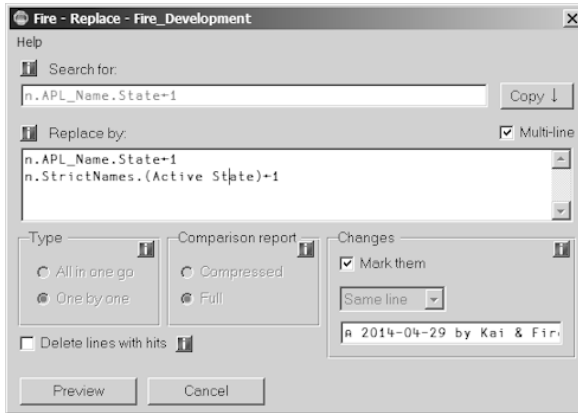 Fire - Replace - Fire_Development
Help
Search for:
n.APL_Name.State←1
Copy ↓
Replace by:
Multi-line
n.APL_Name.State←1
n.StrictNames.(Active State)←1
Type
Comparison report
Changes
All in one go
Compressed
Mark them
One by one
Full
Same line
⍝ 2014-04-29 by Kai & Fir
Delete lines with hits
Preview
Cancel